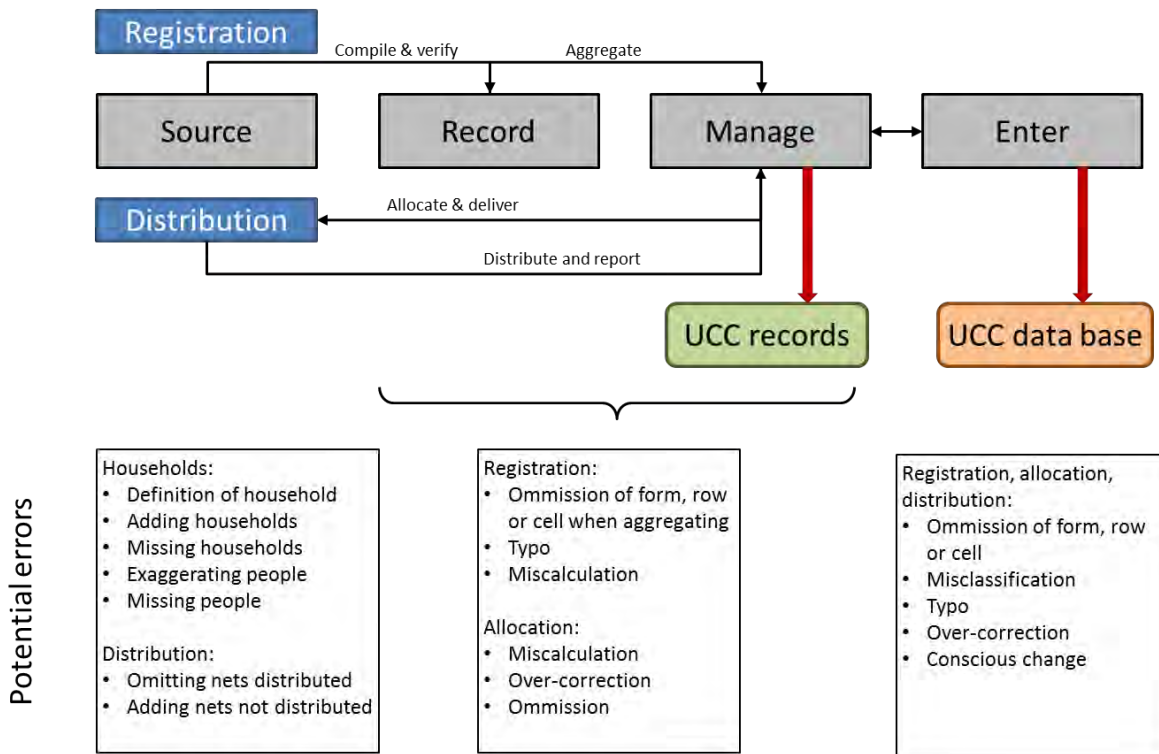 Registration
Compile & verify
Aggregate
Source
Record
Manage
Enter
Distribution
Allocate & deliver
Distribute and report
UCC records
UCC data base
Potential errors
Households:
• Definition of household
• Adding households
• Missing households
• Exaggerating people
• Missing people
Distribution:
• Omitting nets distributed
• Adding nets not distributed
Registration:
• Ommission of form, row
or cell when aggregating
• Typo
• Miscalculation
Allocation:
• Miscalculation
• Over-correction
• Ommission
Registration, allocation,
distribution:
• Ommission of form, row
or cell
• Misclassification
• Typo
• Over-correction
• Conscious change